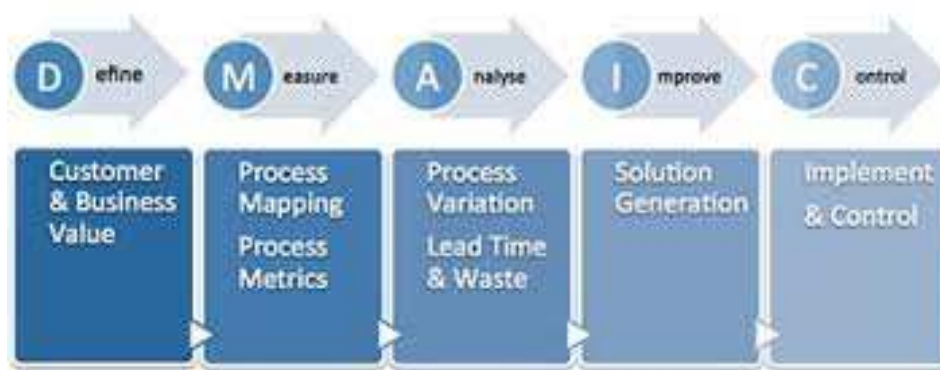 D efine
M easure
A nalyse
I mprove
C ontrol
Customer
& Business
Value
Process
Mapping
Process
Metrics
Process
Variation
Lead Time
& Waste
Solution
Generation
Implement
& Control